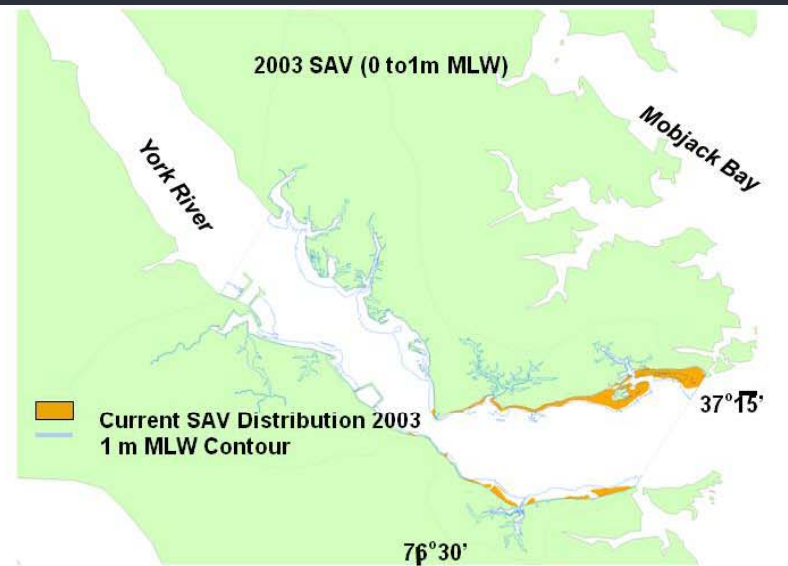 2003 SAV (0 to1m MLW)
Mobjack Bay
York River
37°15'
Current SAV Distribution 2003
1 m MLW Contour
76°30'